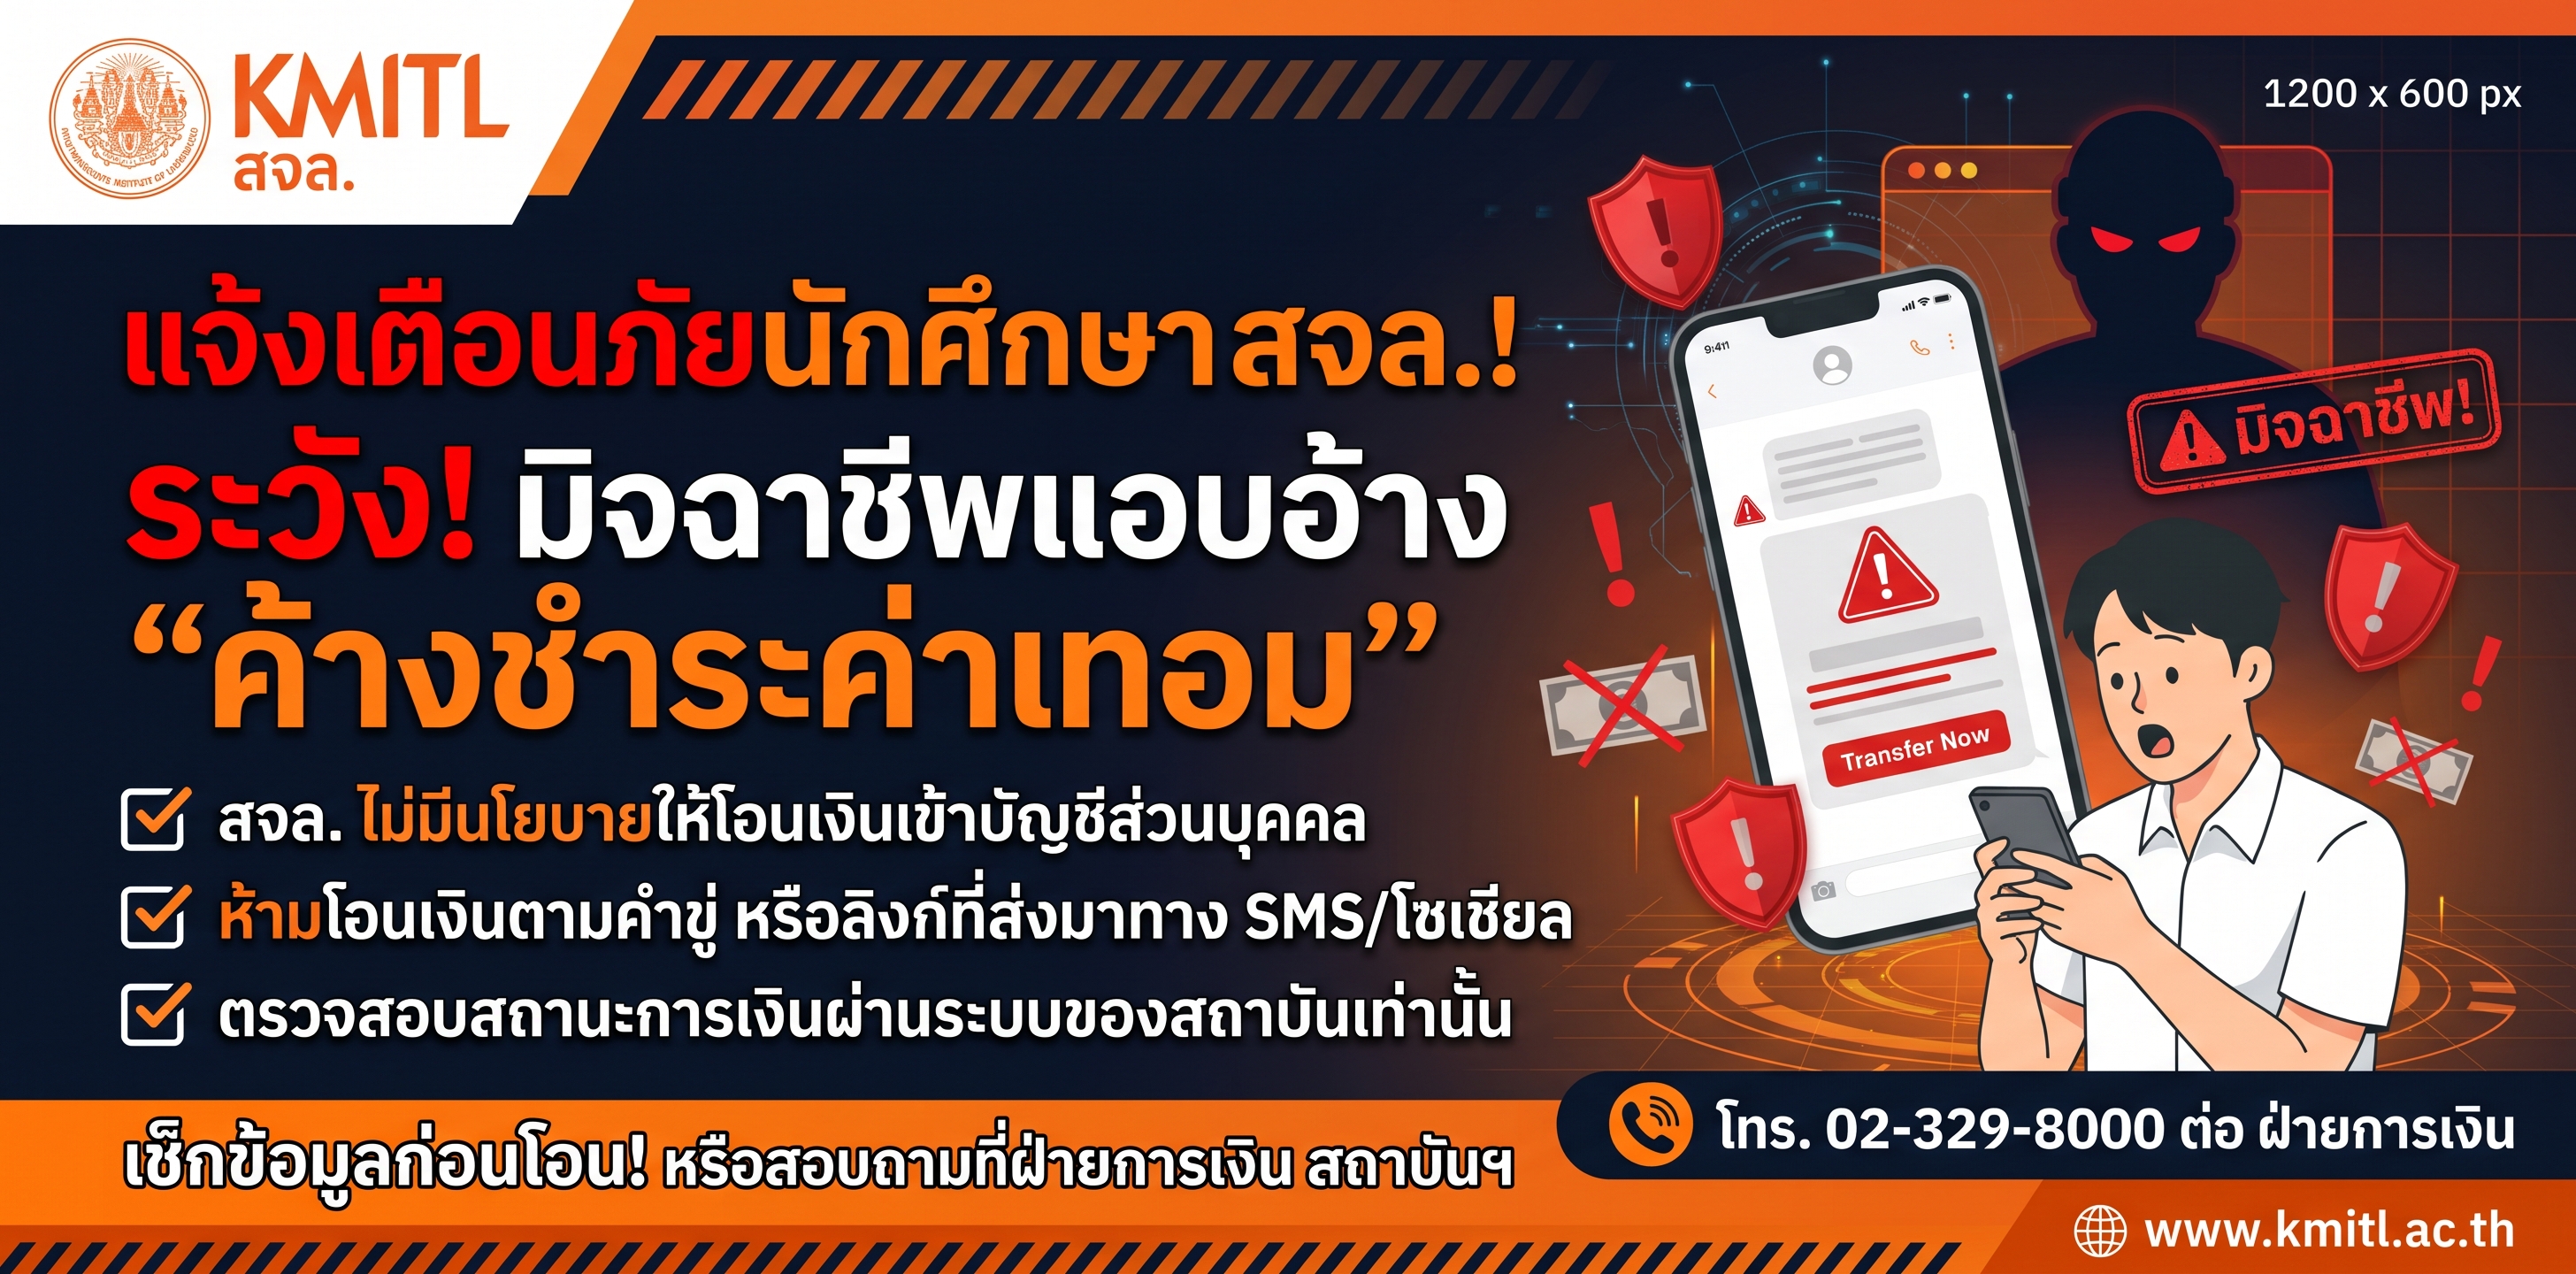 KMITL
สจล.
1200 x 600 px
แจ้งเตือนภัยนักศึกษา สจล.!
ระวัง! มิจฉาชีพแอบอ้าง
“ค้างชำระค่าเทอม”
สจล. ไม่มีนโยบายให้โอนเงินเข้าบัญชีส่วนบุคคล
ห้ามโอนเงินตามคำขู่ หรือลิงก์ที่ส่งมาทาง SMS/โซเชียล
ตรวจสอบสถานะการเงินผ่านระบบของสถาบันเท่านั้น
9:411
มิจฉาชีพ!
Transfer Now
เช็กข้อมูลก่อนโอน! หรือสอบถามที่ฝ่ายการเงิน สถาบันฯ
โทร. 02-329-8000 ต่อ ฝ่ายการเงิน
www.kmitl.ac.th